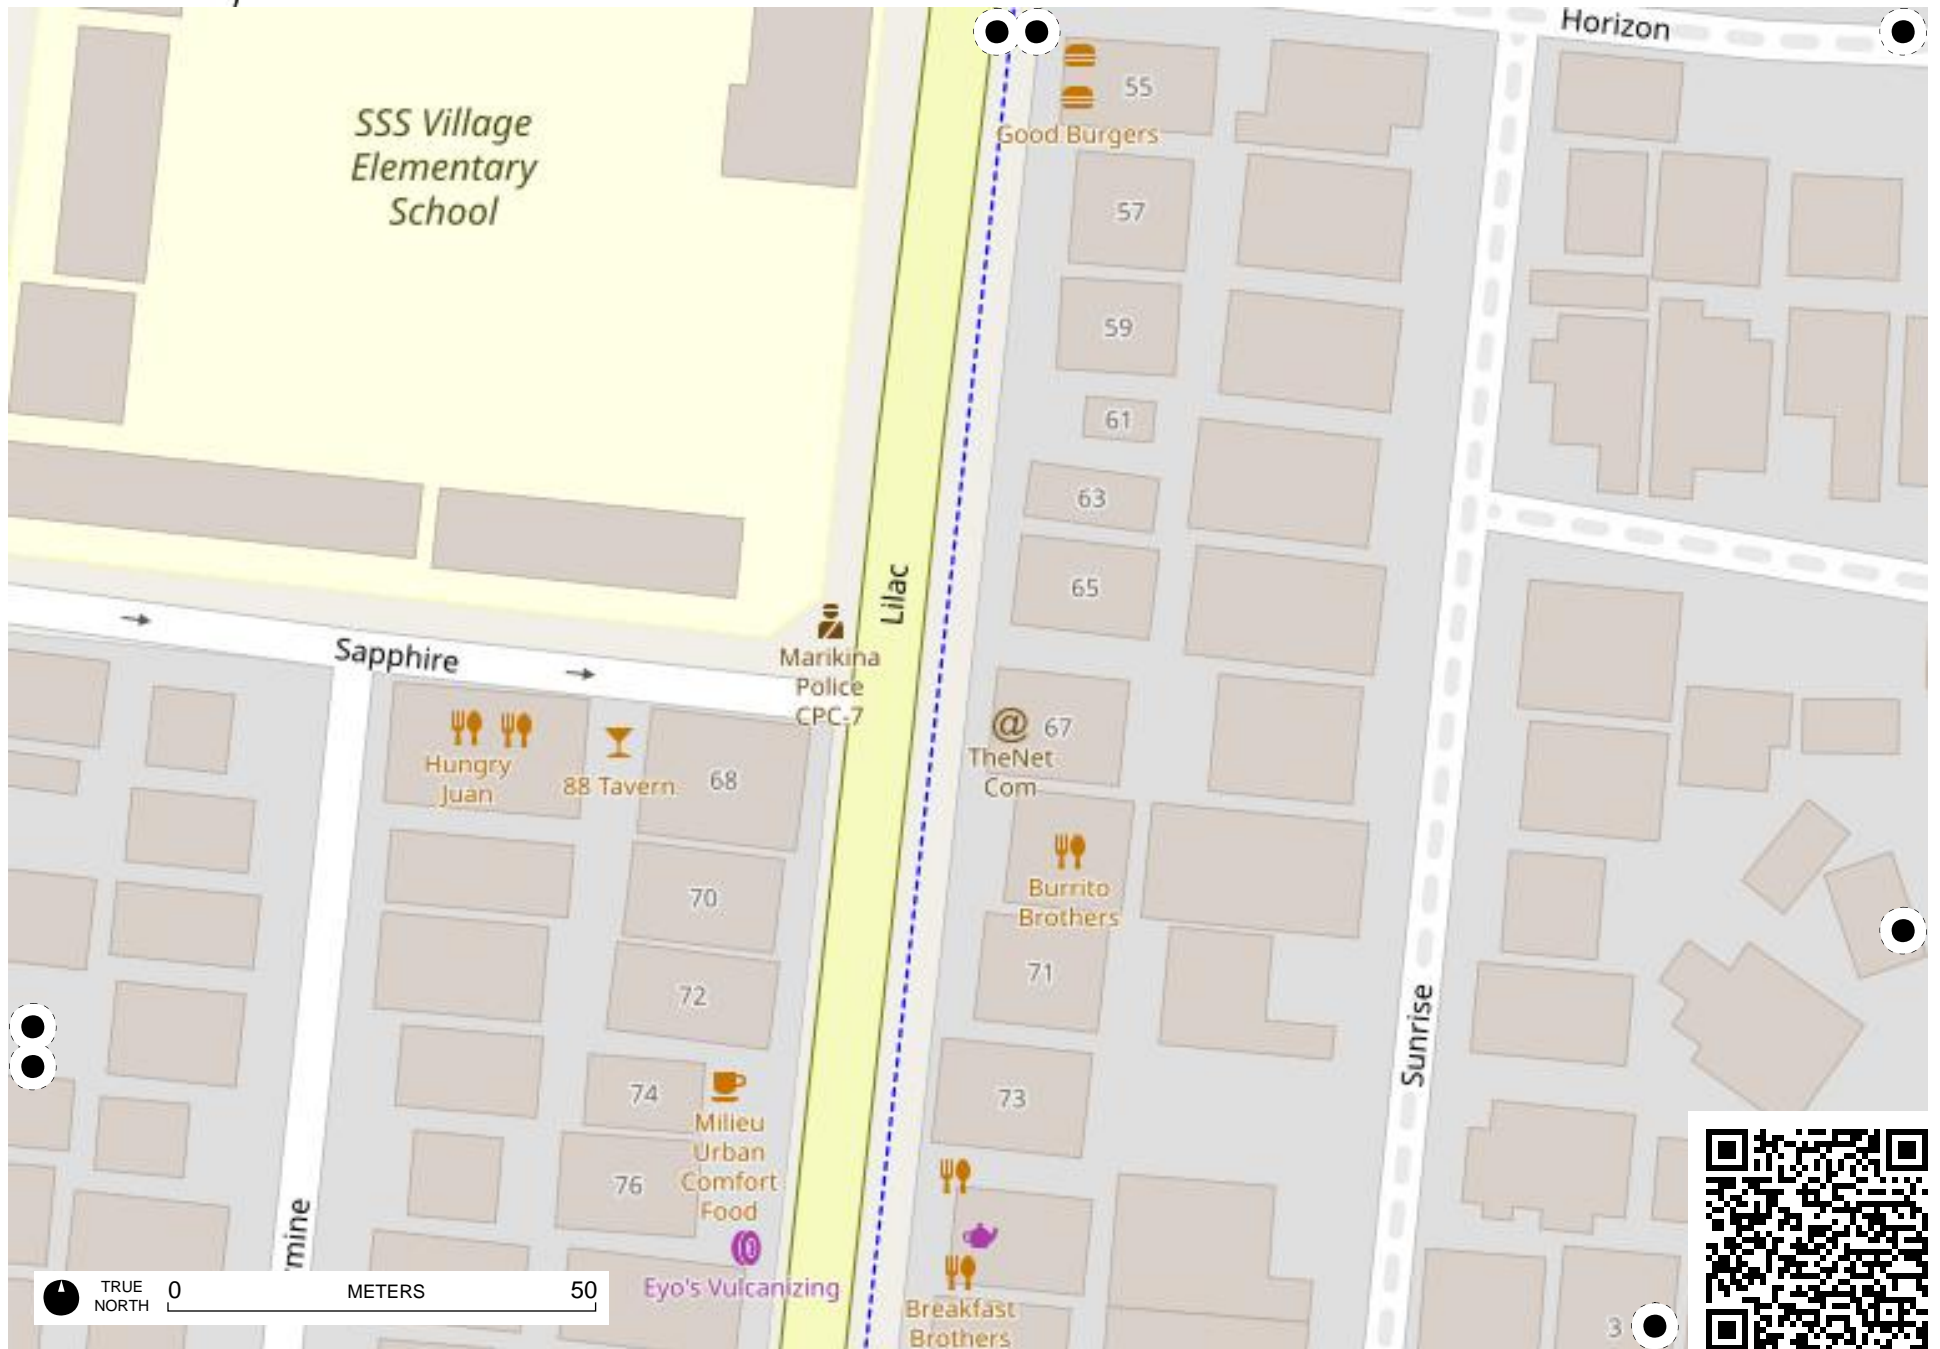 Horizon
SSS Village
Elementary
School
55
Good Burgers
57
59
61
63
65
Lilac
Sapphire
Marikina
Police
CPC-7
67
TheNet
Com
Hungry
Juan
88 Tavern
68
Burrito
Brothers
70
71
72
Sunrise
73
74
Milieu
Urban
Comfort
Food
76
mine
Eyo's Vulcanizing
Breakfast
Brothers
3
TRUE
NORTH
0
METERS
50